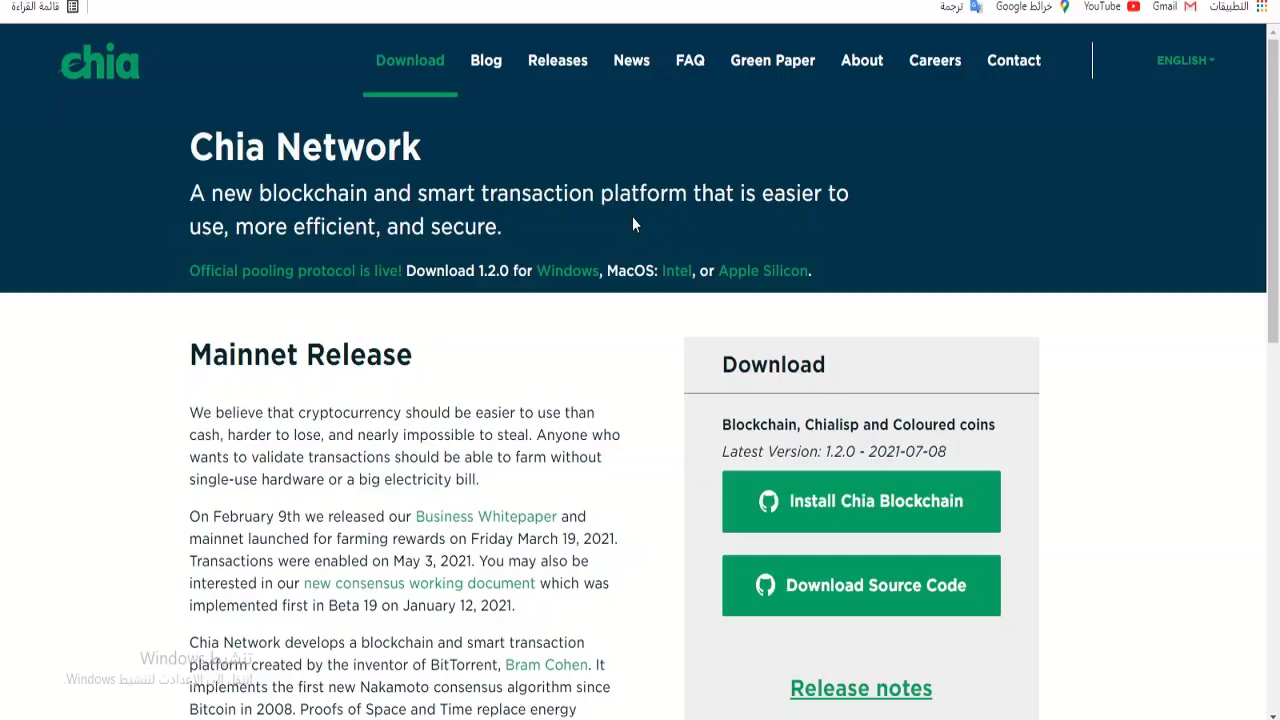 قائمة القراءة
ترجمة
خرائط Google
YouTube
Gmail
التطبيقات
chia
Download
Blog
Releases
News
FAQ
Green Paper
About
Careers
Contact
ENGLISH
Chia Network
A new blockchain and smart transaction platform that is easier to
use, more efficient, and secure.
Official pooling protocol is live! Download 1.2.0 for Windows, MacOS: Intel, or Apple Silicon.
Mainnet Release
We believe that cryptocurrency should be easier to use than
cash, harder to lose, and nearly impossible to steal. Anyone who
wants to validate transactions should be able to farm without
single-use hardware or a big electricity bill.
On February 9th we released our Business Whitepaper and
mainnet launched for farming rewards on Friday March 19, 2021.
Transactions were enabled on May 3, 2021. You may also be
interested in our new consensus working document which was
implemented first in Beta 19 on January 12, 2021.
Chia Network develops a blockchain and smart transaction
platform created by the inventor of BitTorrent, Bram Cohen. It
implements the first new Nakamoto consensus algorithm since
Bitcoin in 2008. Proofs of Space and Time replace energy
Download
Blockchain, Chialisp and Coloured coins
Latest Version: 1.2.0 - 2021-07-08
Install Chia Blockchain
Download Source Code
Release notes
تنشيط Windows
انتقل إلى الإعدادات لتنشيط Windows.